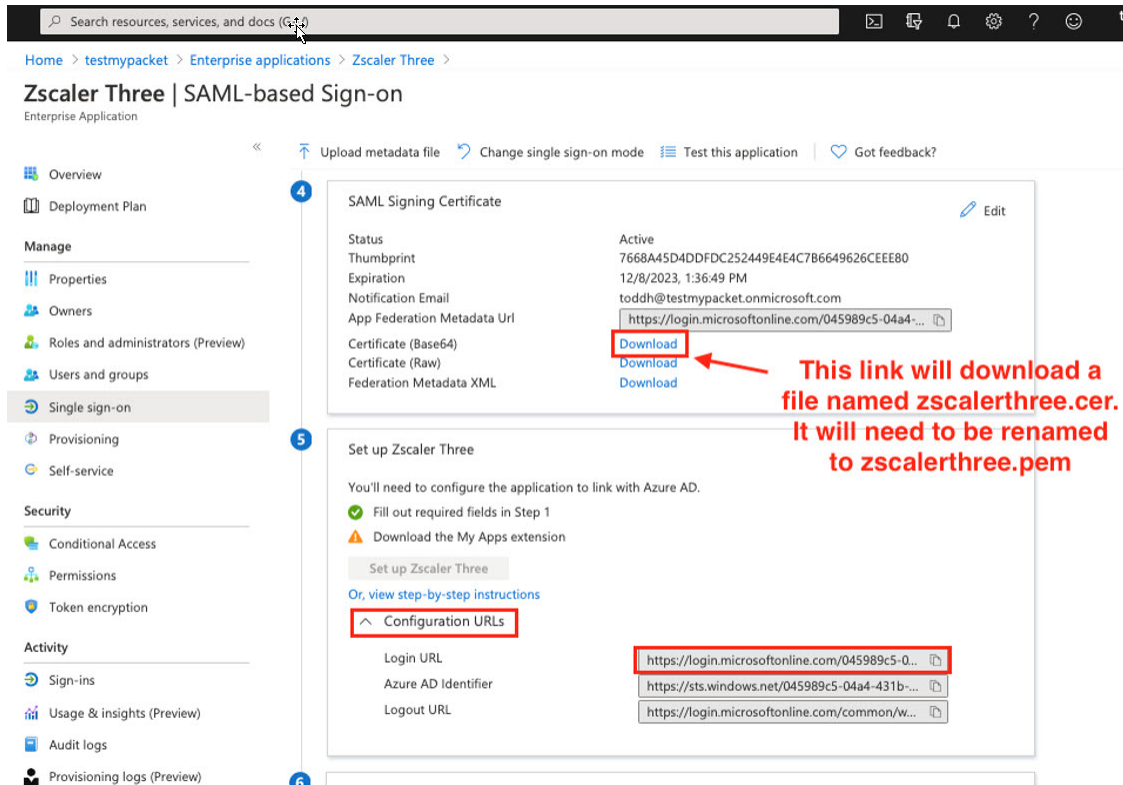 Search resources, services, and docs (G+/)
Home > testmypacket > Enterprise applications > Zscaler Three >
Zscaler Three | SAML-based Sign-on
Enterprise Application
«
Upload metadata file
Change single sign-on mode
Test this application
Got feedback?
Overview
Deployment Plan
Manage
Properties
Owners
Roles and administrators (Preview)
Users and groups
Single sign-on
Provisioning
Self-service
Security
Conditional Access
Permissions
Token encryption
Activity
Sign-ins
Usage & insights (Preview)
Audit logs
Provisioning logs (Preview)
4
SAML Signing Certificate
Edit
Status Active
Thumbprint 7668A45D4DDFDC252449E4E4C7B6649626CEEE80
Expiration 12/8/2023, 1:36:49 PM
Notification Email toddh@testmypacket.onmicrosoft.com
App Federation Metadata Url https://login.microsoftonline.com/045989c5-04a4-...
Certificate (Base64) Download
Certificate (Raw) Download
Federation Metadata XML Download
This link will download a
file named zscalerthree.cer.
It will need to be renamed
to zscalerthree.pem
5
Set up Zscaler Three
You'll need to configure the application to link with Azure AD.
Fill out required fields in Step 1
Download the My Apps extension
Set up Zscaler Three
Or, view step-by-step instructions
Configuration URLs
Login URL https://login.microsoftonline.com/045989c5-0...
Azure AD Identifier https://sts.windows.net/045989c5-04a4-431b-...
Logout URL https://login.microsoftonline.com/common/w...
6